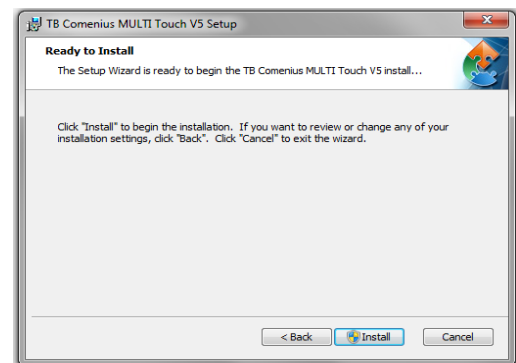 TB Comenius MULTI Touch V5 Setup
Ready to Install
The Setup Wizard is ready to begin the TB Comenius MULTI Touch V5 install...
Click "Install" to begin the installation. If you want to review or change any of your
installation settings, click "Back". Click "Cancel" to exit the wizard.
< Back Install Cancel